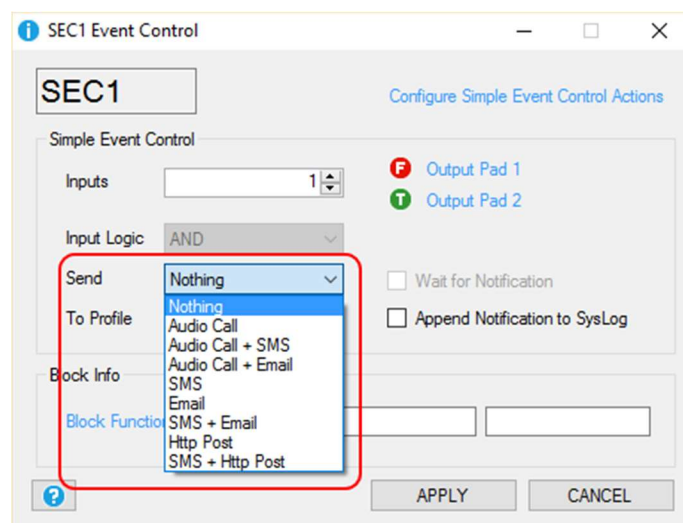 SEC1 Event Control
SEC1
Configure Simple Event Control Actions
Simple Event Control
Inputs
1
F Output Pad 1
T Output Pad 2
Input Logic
AND
Send
Nothing
Wait for Notification
To Profile
Append Notification to SysLog
Nothing
Audio Call
Audio Call + SMS
Audio Call + Email
SMS
Email
SMS + Email
Http Post
SMS + Http Post
Block Info
Block Functio
?
APPLY
CANCEL